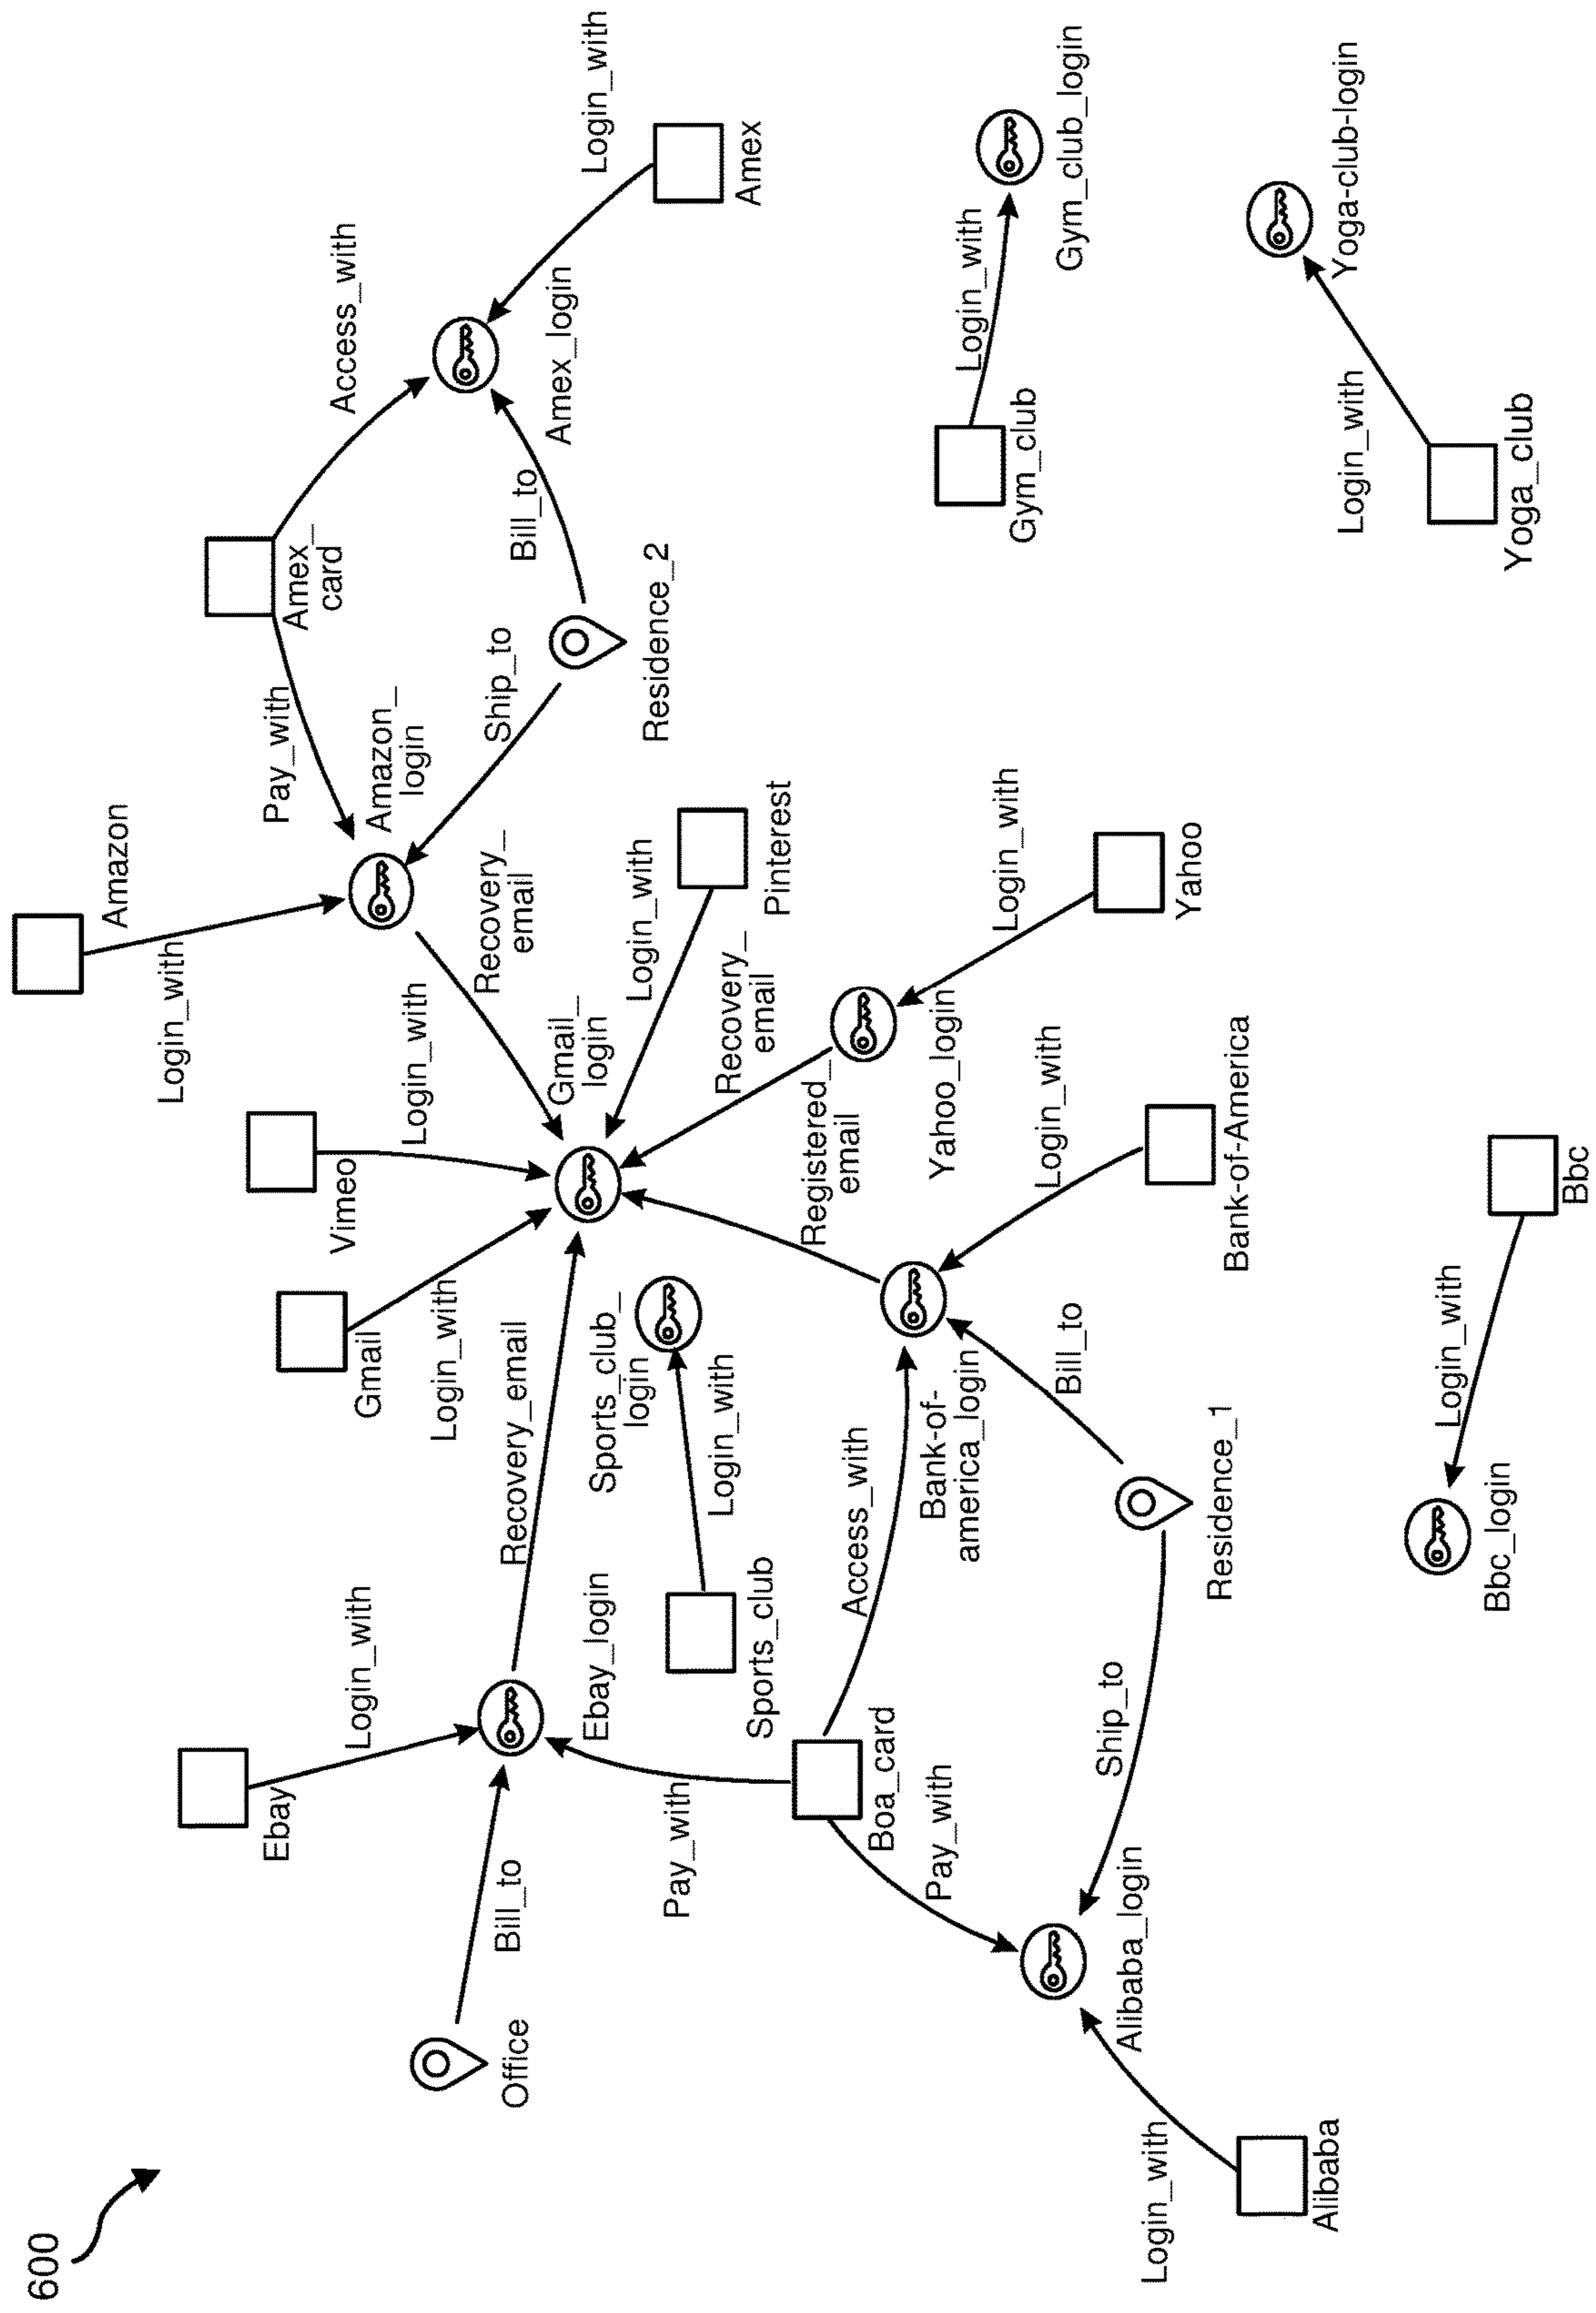 600
Office
Bill_to
Ebay
Login_with
Ebay_login
Recovery_email
Pay_with
Gmail
Login_with
Vimeo
Login_with
Amazon
Login_with
Pay_with
Amazon_
login
Recovery_
email
Gmail_
login
Amex_
card
Access_with
Login_with
Amex
Amex_login
Bill_to
Ship_to
Residence_2
Login_with
Pinterest
Recovery_
email
Sports_club_
login
Login_with
Sports_club
Boa_card
Access_with
Pay_with
Bank-of-
america_login
Registered_
email
Yahoo_login
Login_with
Yahoo
Login_with
Bank-of-America
Bill_to
Residence_1
Ship_to
Alibaba_login
Login_with
Alibaba
Login_with
Gym_club
Gym_club_login
Login_with
Yoga_club
Yoga-club-login
Bbc_login
Login_with
Bbc